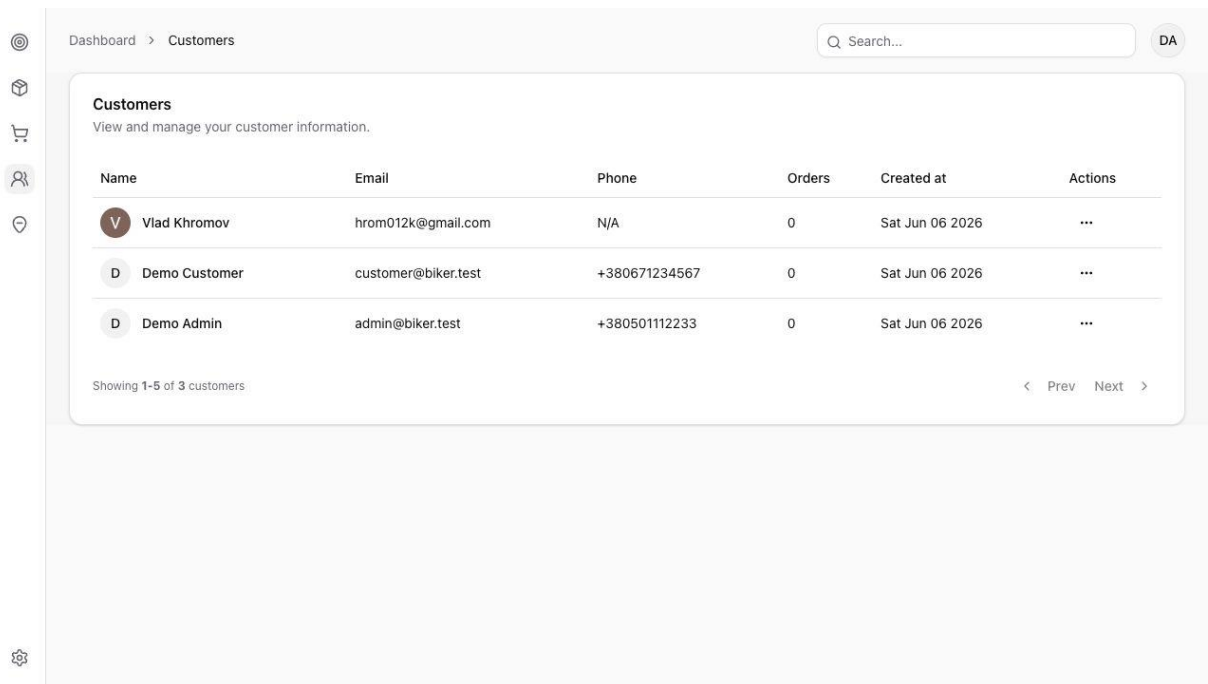 Dashboard > Customers
Search...
DA
Customers
View and manage your customer information.
Name Email Phone Orders Created at Actions
V Vlad Khromov hrom012k@gmail.com N/A 0 Sat Jun 06 2026 ...
D Demo Customer customer@biker.test +380671234567 0 Sat Jun 06 2026 ...
D Demo Admin admin@biker.test +380501112233 0 Sat Jun 06 2026 ...
Showing 1-5 of 3 customers
< Prev Next >